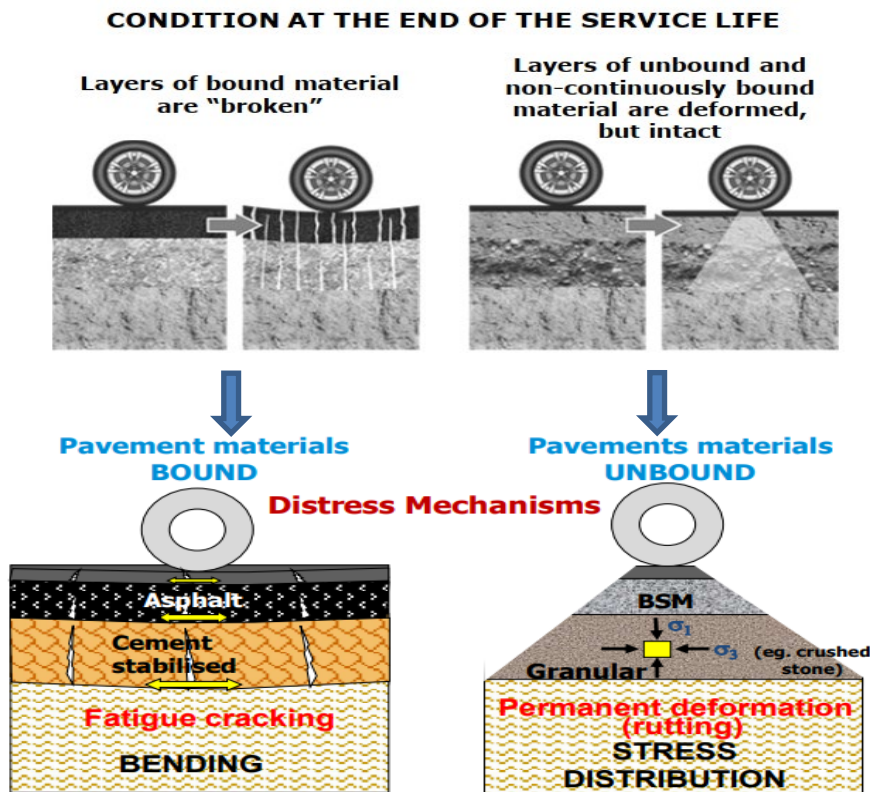 CONDITION AT THE END OF THE SERVICE LIFE
Layers of bound material
are “broken”
Layers of unbound and
non-continuously bound
material are deformed,
but intact
Pavement materials
BOUND
Pavements materials
UNBOUND
Distress Mechanisms
Asphalt
Cement
stabilised
Fatigue cracking
BENDING
BSM
σ1
σ3
(eg. crushed
stone)
Granular
Permanent deformation
(rutting)
STRESS
DISTRIBUTION